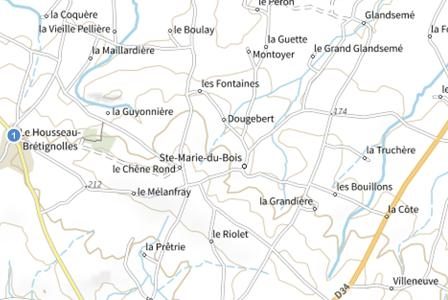 le Perron
la Coquère
la Vieille Pellière
le Boulay
Glandsemé
la Guette
la Maillardière
Montoyer
le Grand Glandsemé
les Fontaines
la Guyonnière
Dougebert
174
1
le Housseau-
Brétignolles
Ste-Marie-du-Bois
la Truchère
le Chêne Rond
212
le Mélanfray
les Bouillons
la Grandière
la Côte
le Riolet
la Prêtrie
Villeneuve
D34